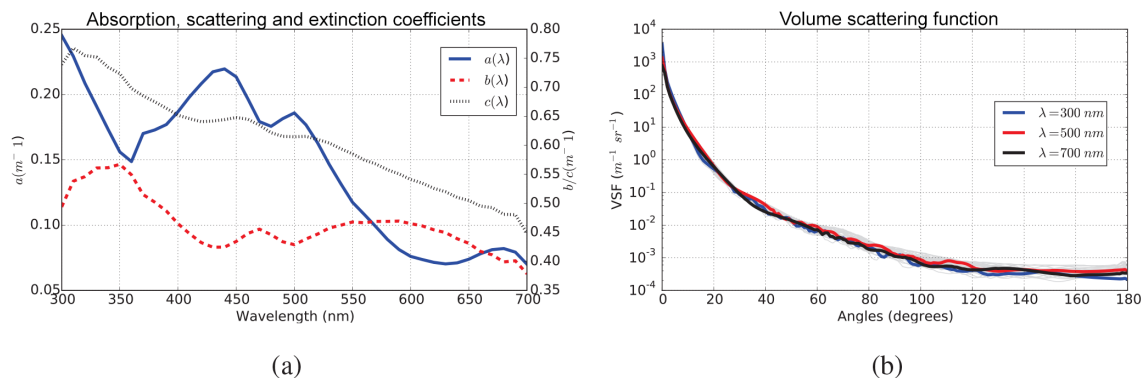 Absorption, scattering and extinction coefficients
0.25
0.20
0.15
0.10
0.05
a(m⁻ 1)
0.80
0.75
0.70
0.65
0.60
0.55
0.50
0.45
0.40
0.35
b/c(m⁻ 1)
a(λ)
b(λ)
c(λ)
300 350 400 450 500 550 600 650 700
Wavelength (nm)
(a)
Volume scattering function
10⁴
10³
10²
10¹
10⁰
10⁻¹
10⁻²
10⁻³
10⁻⁴
VSF (m⁻¹ sr⁻¹)
λ=300 nm
λ=500 nm
λ=700 nm
0 20 40 60 80 100 120 140 160 180
Angles (degrees)
(b)